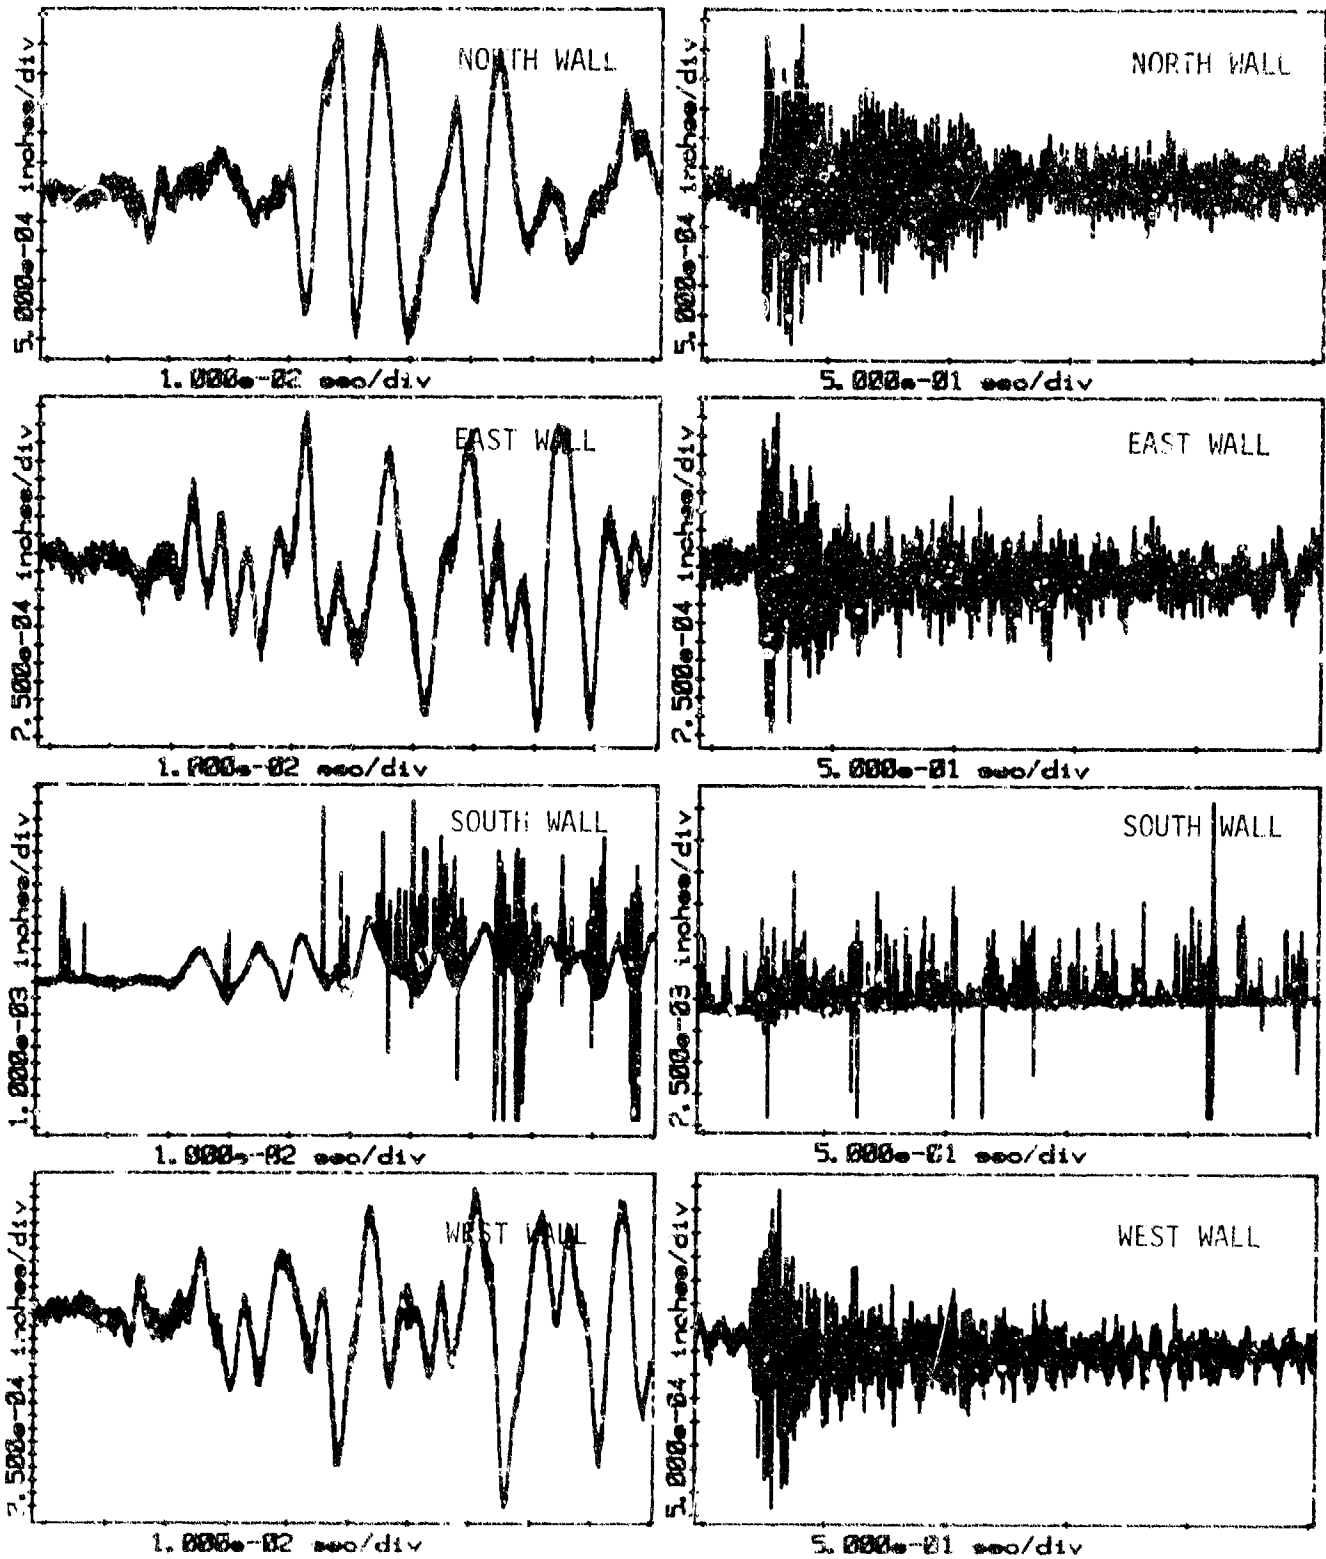 NORTH WALL
5.000e-04 inches/div
1.000e-02 sec/div
NORTH WALL
5.000e-04 inches/div
5.000e-01 sec/div
EAST WALL
2.500e-04 inches/div
1.000e-02 sec/div
EAST WALL
2.500e-04 inches/div
5.000e-01 sec/div
SOUTH WALL
1.000e-03 inches/div
1.000e-02 sec/div
SOUTH WALL
2.500e-03 inches/div
5.000e-01 sec/div
WEST WALL
2.500e-04 inches/div
1.000e-02 sec/div
WEST WALL
5.000e-04 inches/div
5.000e-01 sec/div